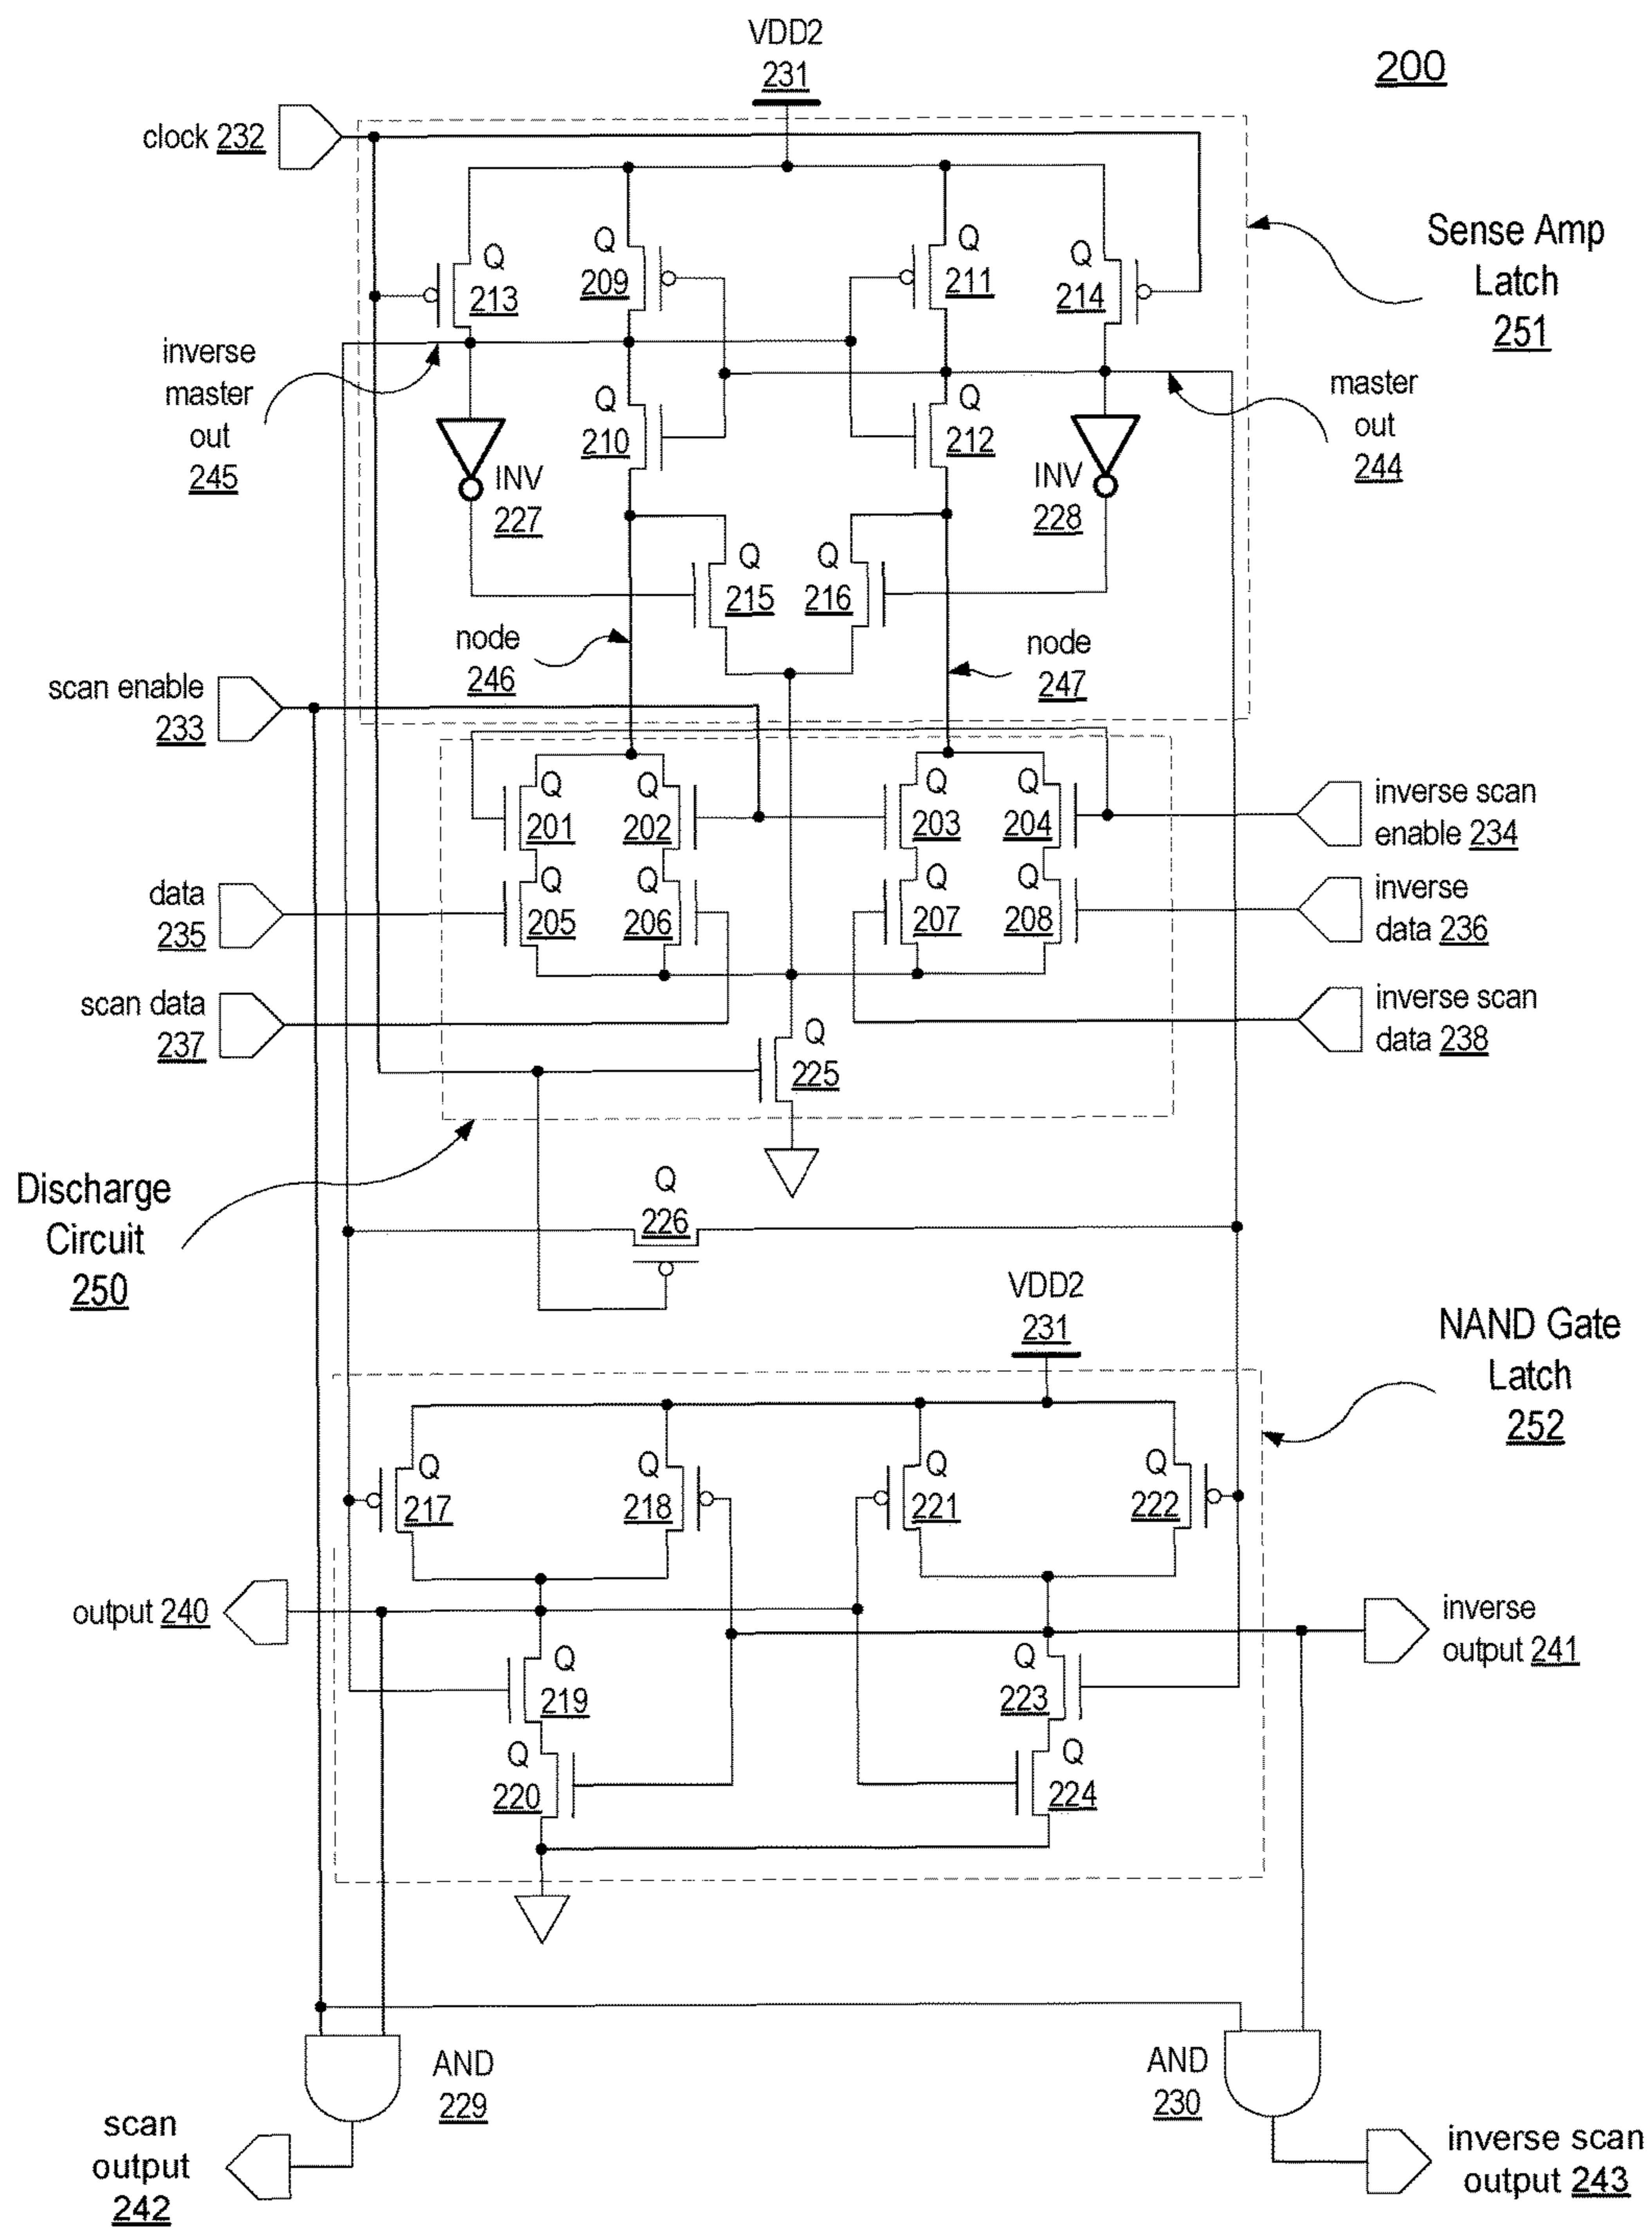 VDD2
231
200
clock 232
Sense Amp
Latch
251
Q
213
Q
209
Q
211
Q
214
inverse
master
out
245
master
out
244
Q
210
Q
212
INV
227
INV
228
Q
215
Q
216
node
246
node
247
scan enable
233
Q
201
Q
202
Q
203
Q
204
inverse scan
enable 234
data
235
Q
205
Q
206
Q
207
Q
208
inverse
data 236
scan data
237
inverse scan
data 238
Q
225
Discharge
Circuit
250
Q
226
VDD2
231
NAND Gate
Latch
252
Q
217
Q
218
Q
221
Q
222
output 240
inverse
output 241
Q
219
Q
223
Q
220
Q
224
AND
229
AND
230
scan
output
242
inverse scan
output 243